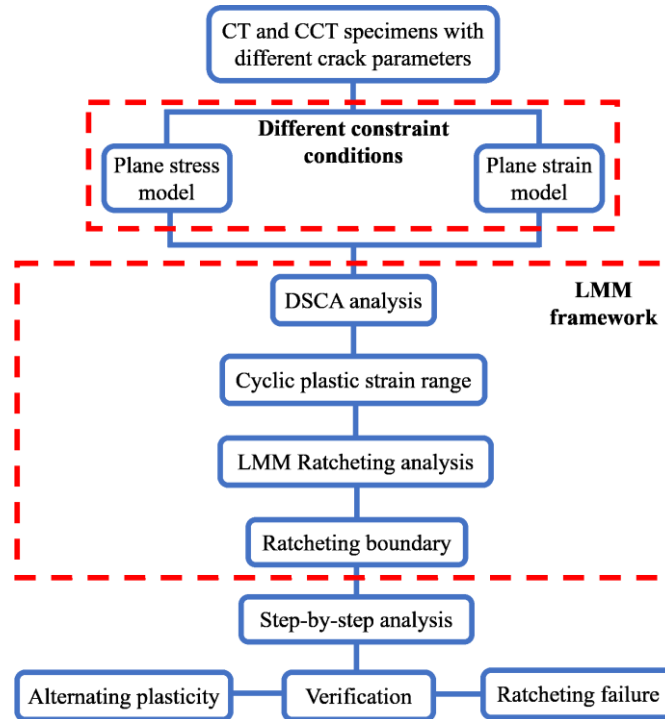 CT and CCT specimens with
different crack parameters
Different constraint
conditions
Plane stress
model
Plane strain
model
DSCA analysis
LMM
framework
Cyclic plastic strain range
LMM Ratcheting analysis
Ratcheting boundary
Step-by-step analysis
Alternating plasticity
Verification
Ratcheting failure